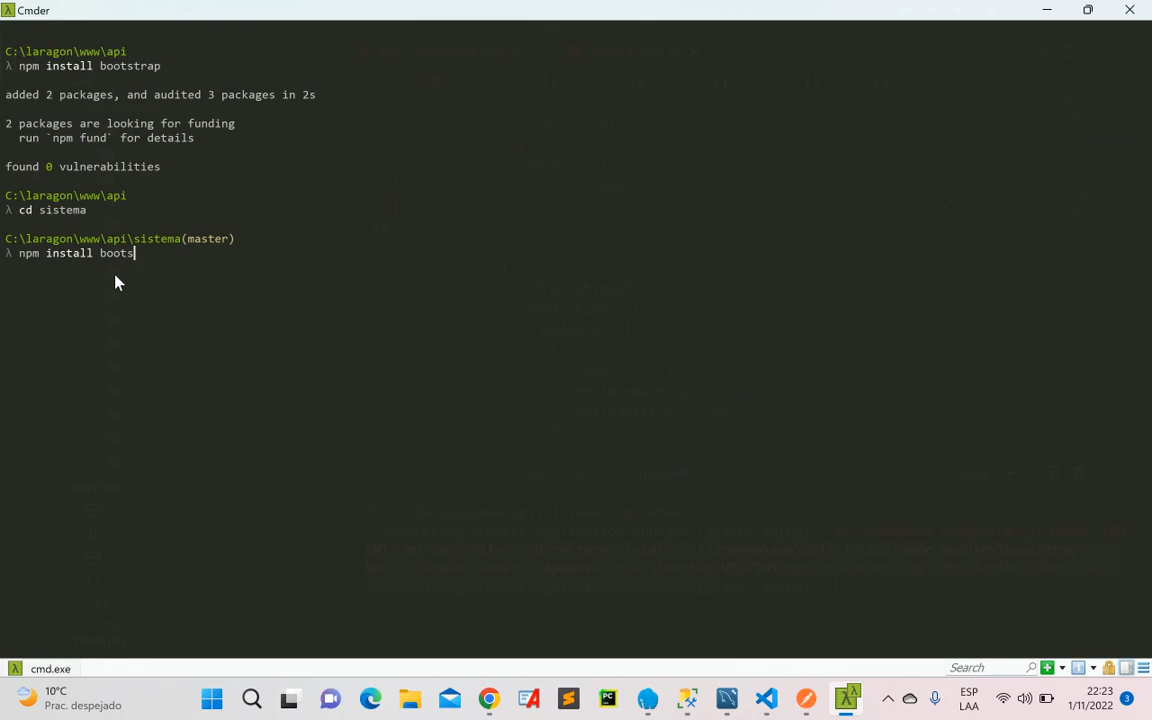 Cmder
C:\laragon\www\api
λ npm install bootstrap
added 2 packages, and audited 3 packages in 2s
2 packages are looking for funding
run `npm fund` for details
found 0 vulnerabilities
C:\laragon\www\api
λ cd sistema
C:\laragon\www\api\sistema(master)
λ npm install boots
cmd.exe
Search
10°C
Prac. despejado
ESP
LAA
22:23
1/11/2022
3